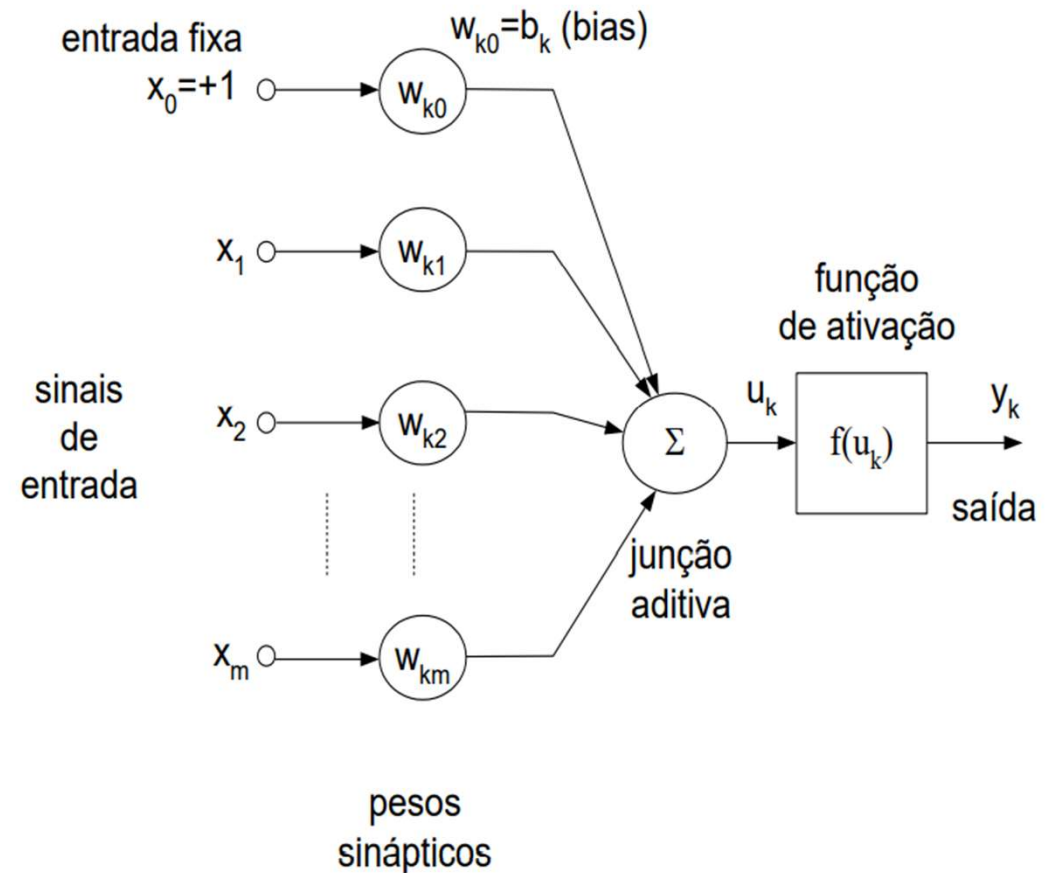 entrada fixa
x0=+1
wk0=bk (bias)
wk0
x1
wk1
função
de ativação
sinais
de
entrada
x2
wk2
Σ
uk
f(uk)
yk
saída
junção
aditiva
xm
wkm
pesos
sinápticos